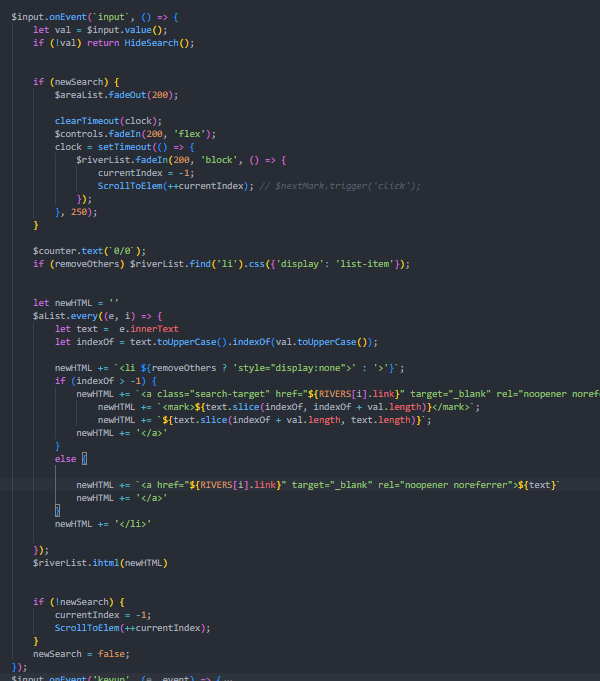 $input.onEvent(`input`, () => {
let val = $input.value();
if (!val) return HideSearch();
if (newSearch) {
$areaList.fadeOut(200);
clearTimeout(clock);
$controls.fadeIn(200, 'flex');
clock = setTimeout(() => {
$riverList.fadeIn(200, 'block', () => {
currentIndex = -1;
ScrollToElem(++currentIndex); // $nextMark.trigger('click');
});
}, 250);
}
$counter.text(`0/0`);
if (removeOthers) $riverList.find('li').css({'display': 'list-item'});
let newHTML = ''
$aList.every((e, i) => {
let text =  e.innerText
let indexOf = text.toUpperCase().indexOf(val.toUpperCase());
newHTML += `<li ${removeOthers ? 'style="display:none">' : '>'}`;
if (indexOf > -1) {
newHTML += `<a class="search-target" href="${RIVERS[i].link}" target="_blank" rel="noopener noref
newHTML += `<mark>${text.slice(indexOf, indexOf + val.length)}</mark>`;
newHTML += `${text.slice(indexOf + val.length, text.length)}`;
newHTML += '</a>'
}
else {
newHTML += `<a href="${RIVERS[i].link}" target="_blank" rel="noopener noreferrer">${text}`
newHTML += '</a>'
}
newHTML += '</li>'
});
$riverList.ihtml(newHTML)
if (!newSearch) {
currentIndex = -1;
ScrollToElem(++currentIndex);
}
newSearch = false;
});
$input.onEvent('keyup', (e, event) => {…